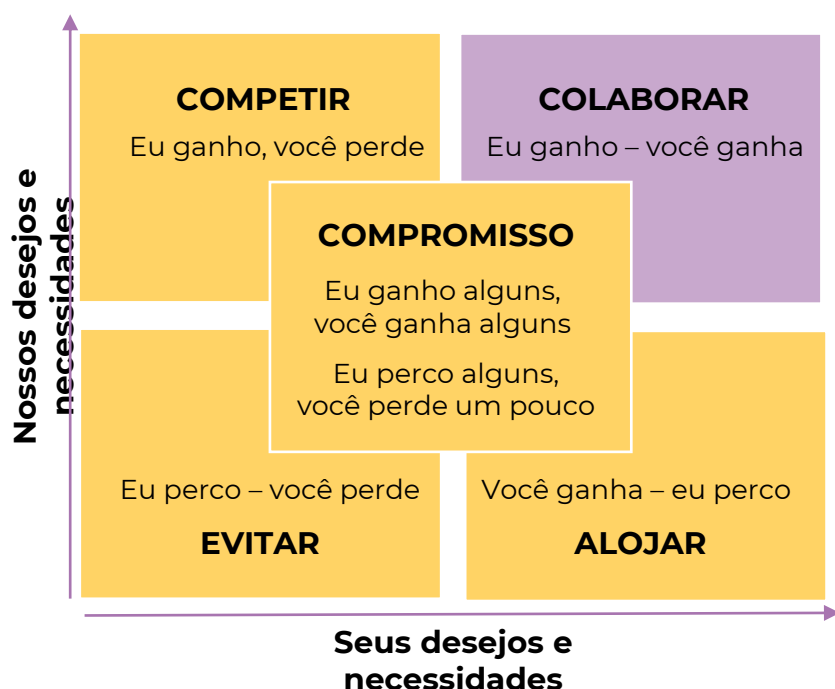 Nossos desejos e
necessidades
COMPETIR
Eu ganho, você perde
COLABORAR
Eu ganho – você ganha
COMPROMISSO
Eu ganho alguns,
você ganha alguns
Eu perco alguns,
você perde um pouco
Eu perco – você perde
EVITAR
Você ganha – eu perco
ALOJAR
Seus desejos e
necessidades